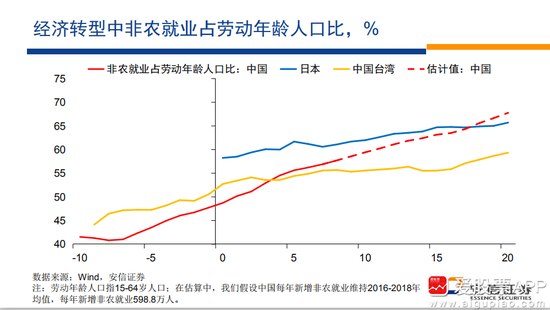 经济转型中非农就业占劳动年龄人口比，%
非农就业占劳动年龄人口比：中国 日本 中国台湾 估计值：中国
75
70
65
60
55
50
45
40
-10 -5 0 5 10 15 20
数据来源：Wind，安信证券
注：劳动年龄人口指15-64岁人口；在估算中，我们假设中国每年新增非农就业维持2016-2018年
均值，每年新增非农就业598.8万人。
股票APP
ESSENCE SECURITIES